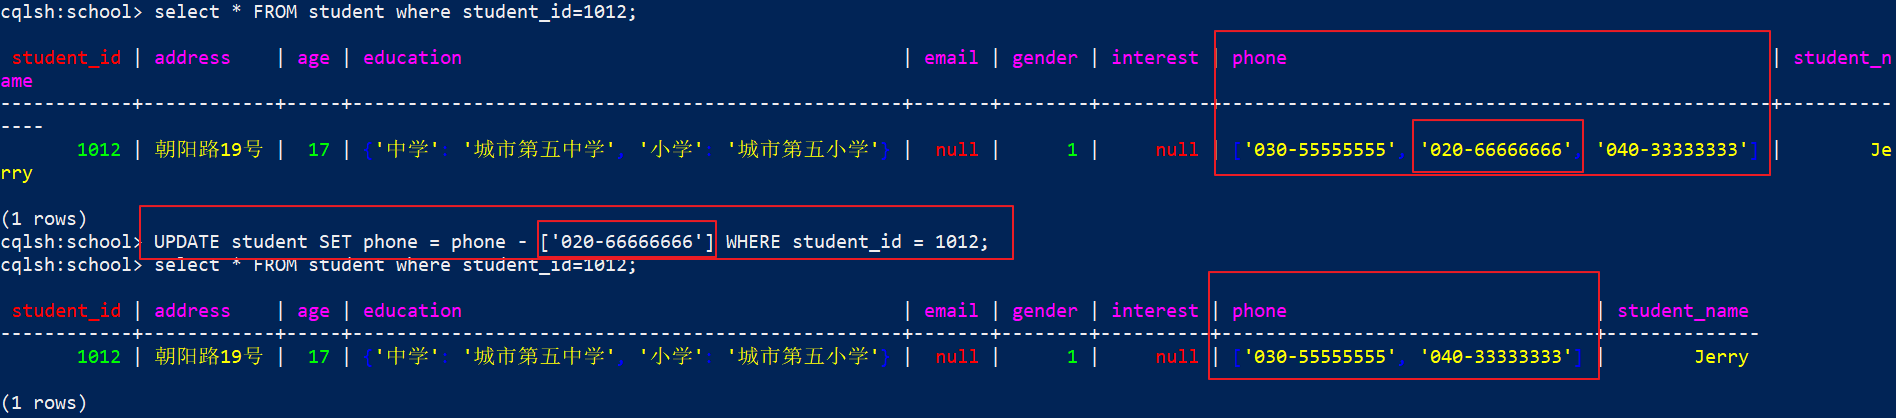 cqlsh:school> select * FROM student where student_id=1012;
student_id | address | age | education | email | gender | interest | phone | student_n
ame
------------+------------+-----+--------------------------------------------------+-------+--------+----------+--------------------------------------------------+----------
----
1012 | 朝阳路19号 | 17 | {'中学': '城市第五中学', '小学': '城市第五小学'} | null | 1 | null | ['030-55555555', '020-66666666', '040-33333333'] | Je
rry
(1 rows)
cqlsh:school> UPDATE student SET phone = phone - ['020-66666666'] WHERE student_id = 1012;
cqlsh:school> select * FROM student where student_id=1012;
student_id | address | age | education | email | gender | interest | phone | student_name
------------+------------+-----+--------------------------------------------------+-------+--------+----------+----------------------------------+--------------
1012 | 朝阳路19号 | 17 | {'中学': '城市第五中学', '小学': '城市第五小学'} | null | 1 | null | ['030-55555555', '040-33333333'] | Jerry
(1 rows)